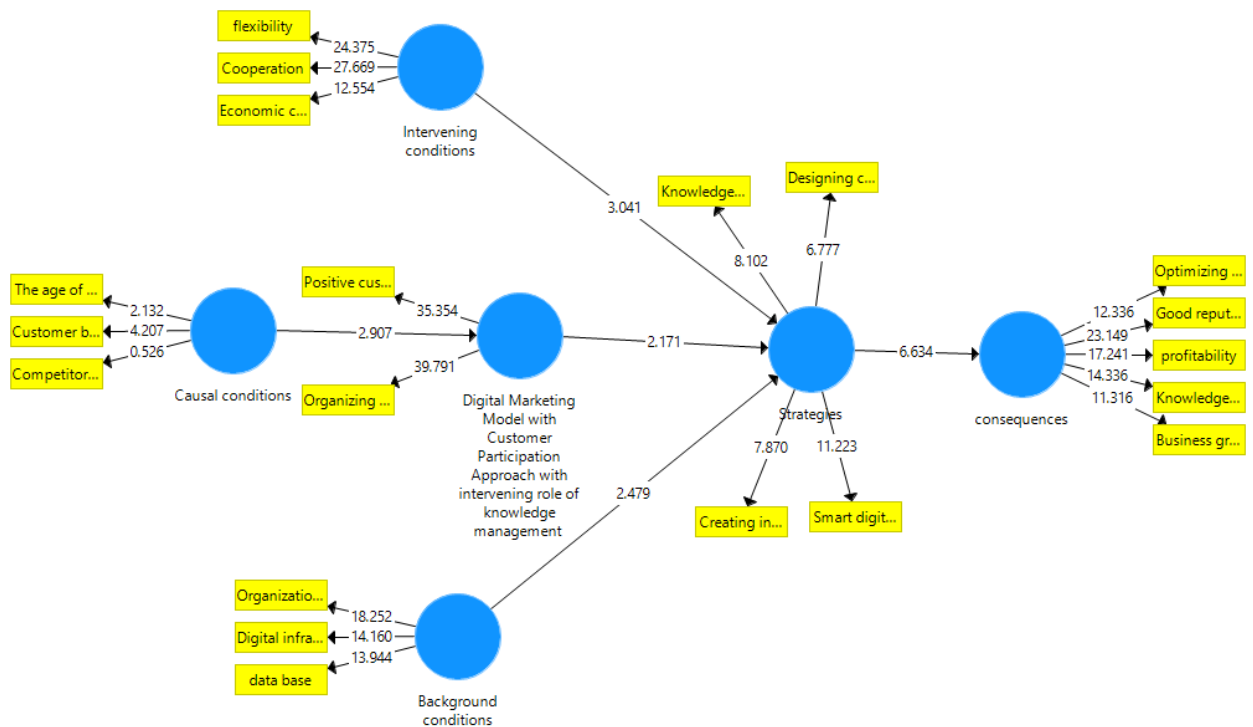 flexibility
24.375
Cooperation
27.669
12.554
Economic c...
Intervening
conditions
3.041
Knowledge...
Designing c...
8.102
6.777
The age of ...
2.132
Customer b...
4.207
0.526
Competitor...
Causal conditions
2.907
Positive cus...
35.354
39.791
Organizing ...
Digital Marketing
Model with
Customer
Participation
Approach with
intervening role of
knowledge
management
2.171
Strategies
7.870
11.223
Creating in...
Smart digit...
6.634
consequences
Optimizing ...
12.336
Good reput...
23.149
17.241
profitability
14.336
Knowledge...
11.316
Business gr...
2.479
Organizatio...
18.252
Digital infra...
14.160
13.944
data base
Background
conditions